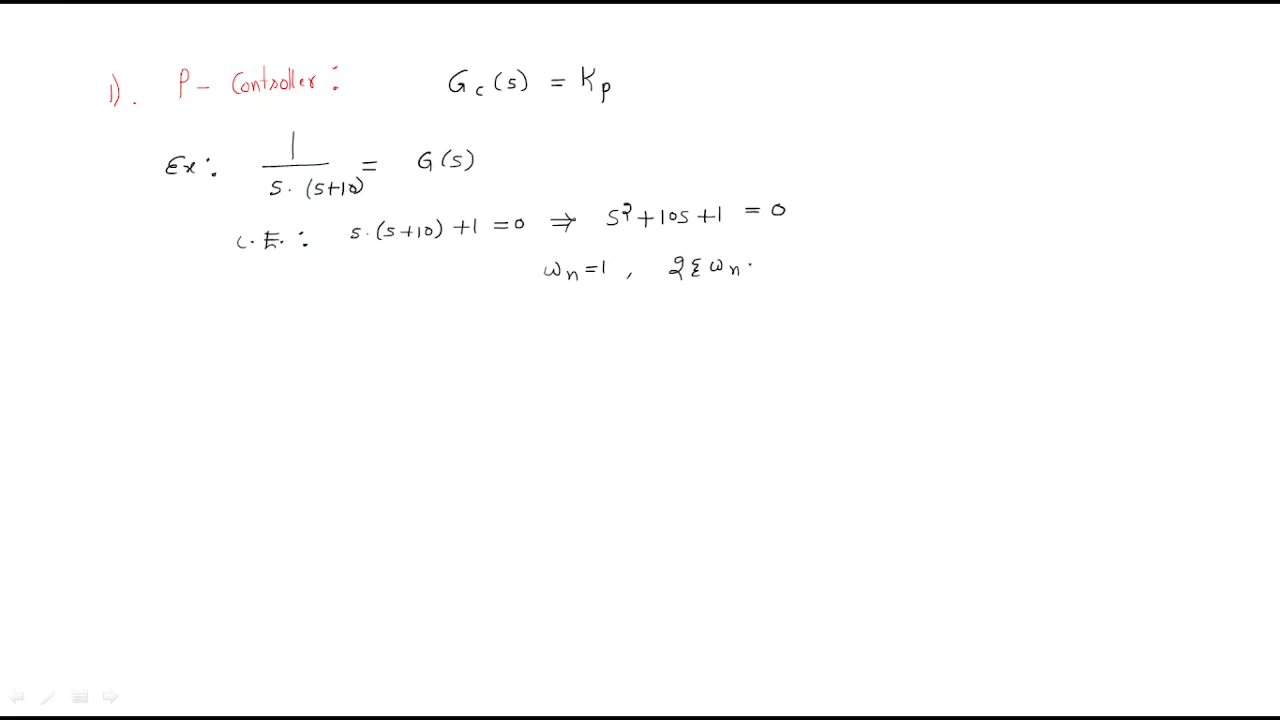 1). P - Controller : Gc(s) = Kp
Ex : 1 / s.(s+10) = G(s)
C.E. : s.(s+10) +1 = 0 ⇒ s²+10s+1 = 0
ωn = 1 , 2ξωn .